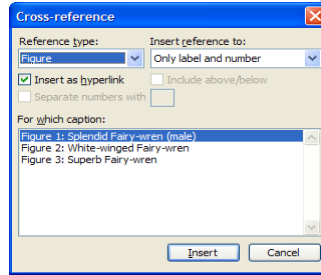 Cross-reference
Reference type: Insert reference to:
Figure Only label and number
Insert as hyperlink Include above/below
Separate numbers with
For which caption:
Figure 1: Splendid Fairy-wren (male)
Figure 2: White-winged Fairy-wren
Figure 3: Superb Fairy-wren
Insert Cancel